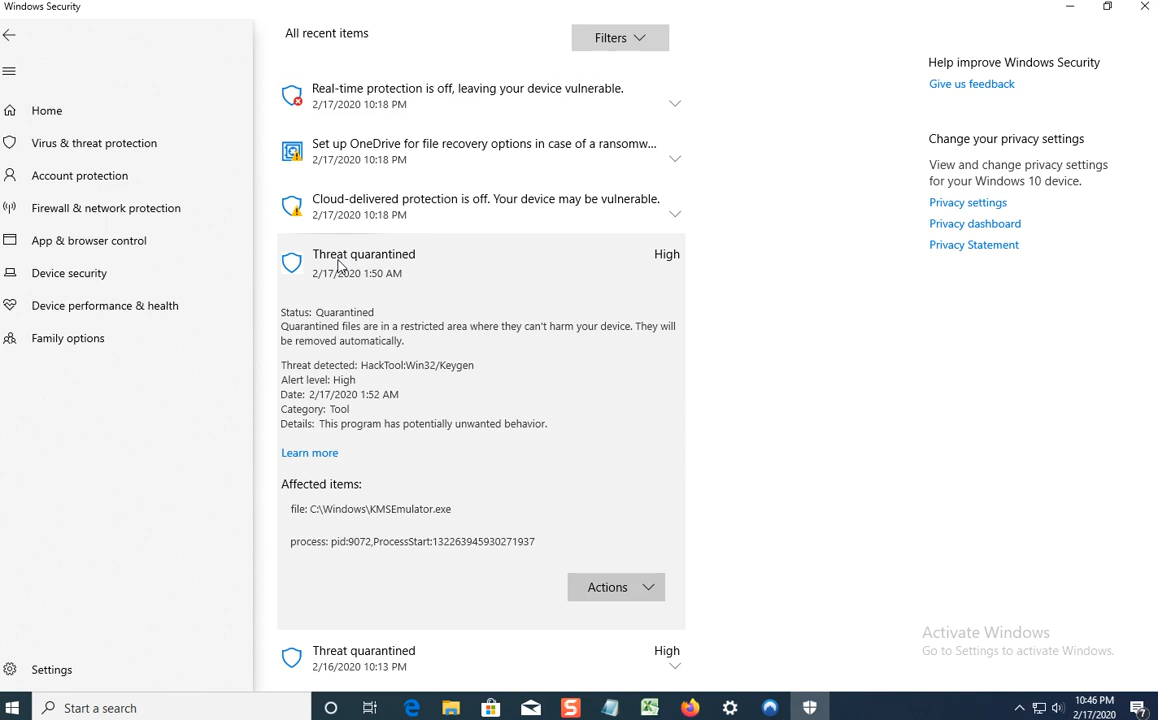 Windows Security
All recent items
Filters
Help improve Windows Security
Give us feedback
Real-time protection is off, leaving your device vulnerable.
2/17/2020 10:18 PM
Home
Virus & threat protection
Account protection
Firewall & network protection
App & browser control
Device security
Device performance & health
Family options
Settings
Set up OneDrive for file recovery options in case of a ransomw...
2/17/2020 10:18 PM
Cloud-delivered protection is off. Your device may be vulnerable.
2/17/2020 10:18 PM
Threat quarantined High
2/17/2020 1:50 AM
Status: Quarantined
Quarantined files are in a restricted area where they can't harm your device. They will
be removed automatically.
Threat detected: HackTool:Win32/Keygen
Alert level: High
Date: 2/17/2020 1:52 AM
Category: Tool
Details: This program has potentially unwanted behavior.
Learn more
Affected items:
file: C:\Windows\KMSEmulator.exe
process: pid:9072,ProcessStart:132263945930271937
Actions
Threat quarantined High
2/16/2020 10:13 PM
Change your privacy settings
View and change privacy settings
for your Windows 10 device.
Privacy settings
Privacy dashboard
Privacy Statement
Activate Windows
Go to Settings to activate Windows.
Start a search
10:46 PM
2/17/2020
7